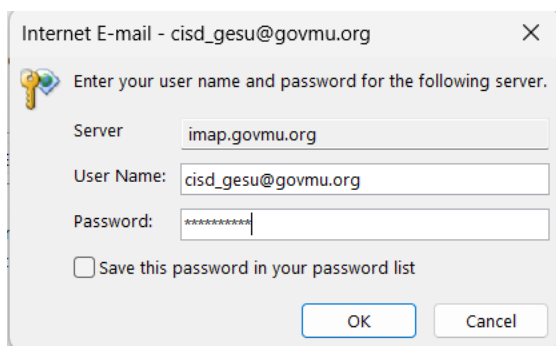 Internet E-mail - cisd_gesu@govmu.org
Enter your user name and password for the following server.
Server imap.govmu.org
User Name: cisd_gesu@govmu.org
Password: **********
Save this password in your password list
OK Cancel